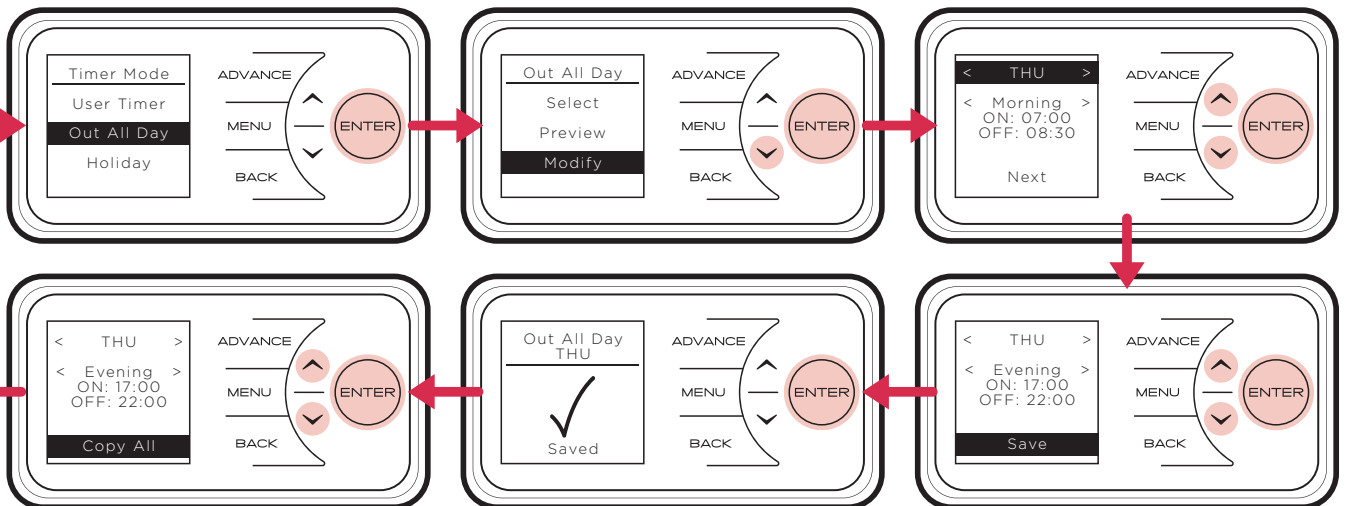 Timer Mode
User Timer
Out All Day
Holiday
ADVANCE
MENU
BACK
ENTER
Out All Day
Select
Preview
Modify
ADVANCE
MENU
BACK
ENTER
< THU >
< Morning >
ON: 07:00
OFF: 08:30
Next
ADVANCE
MENU
BACK
ENTER
< THU >
< Evening >
ON: 17:00
OFF: 22:00
Save
ADVANCE
MENU
BACK
ENTER
Out All Day
THU
Saved
ADVANCE
MENU
BACK
ENTER
< THU >
< Evening >
ON: 17:00
OFF: 22:00
Copy All
ADVANCE
MENU
BACK
ENTER